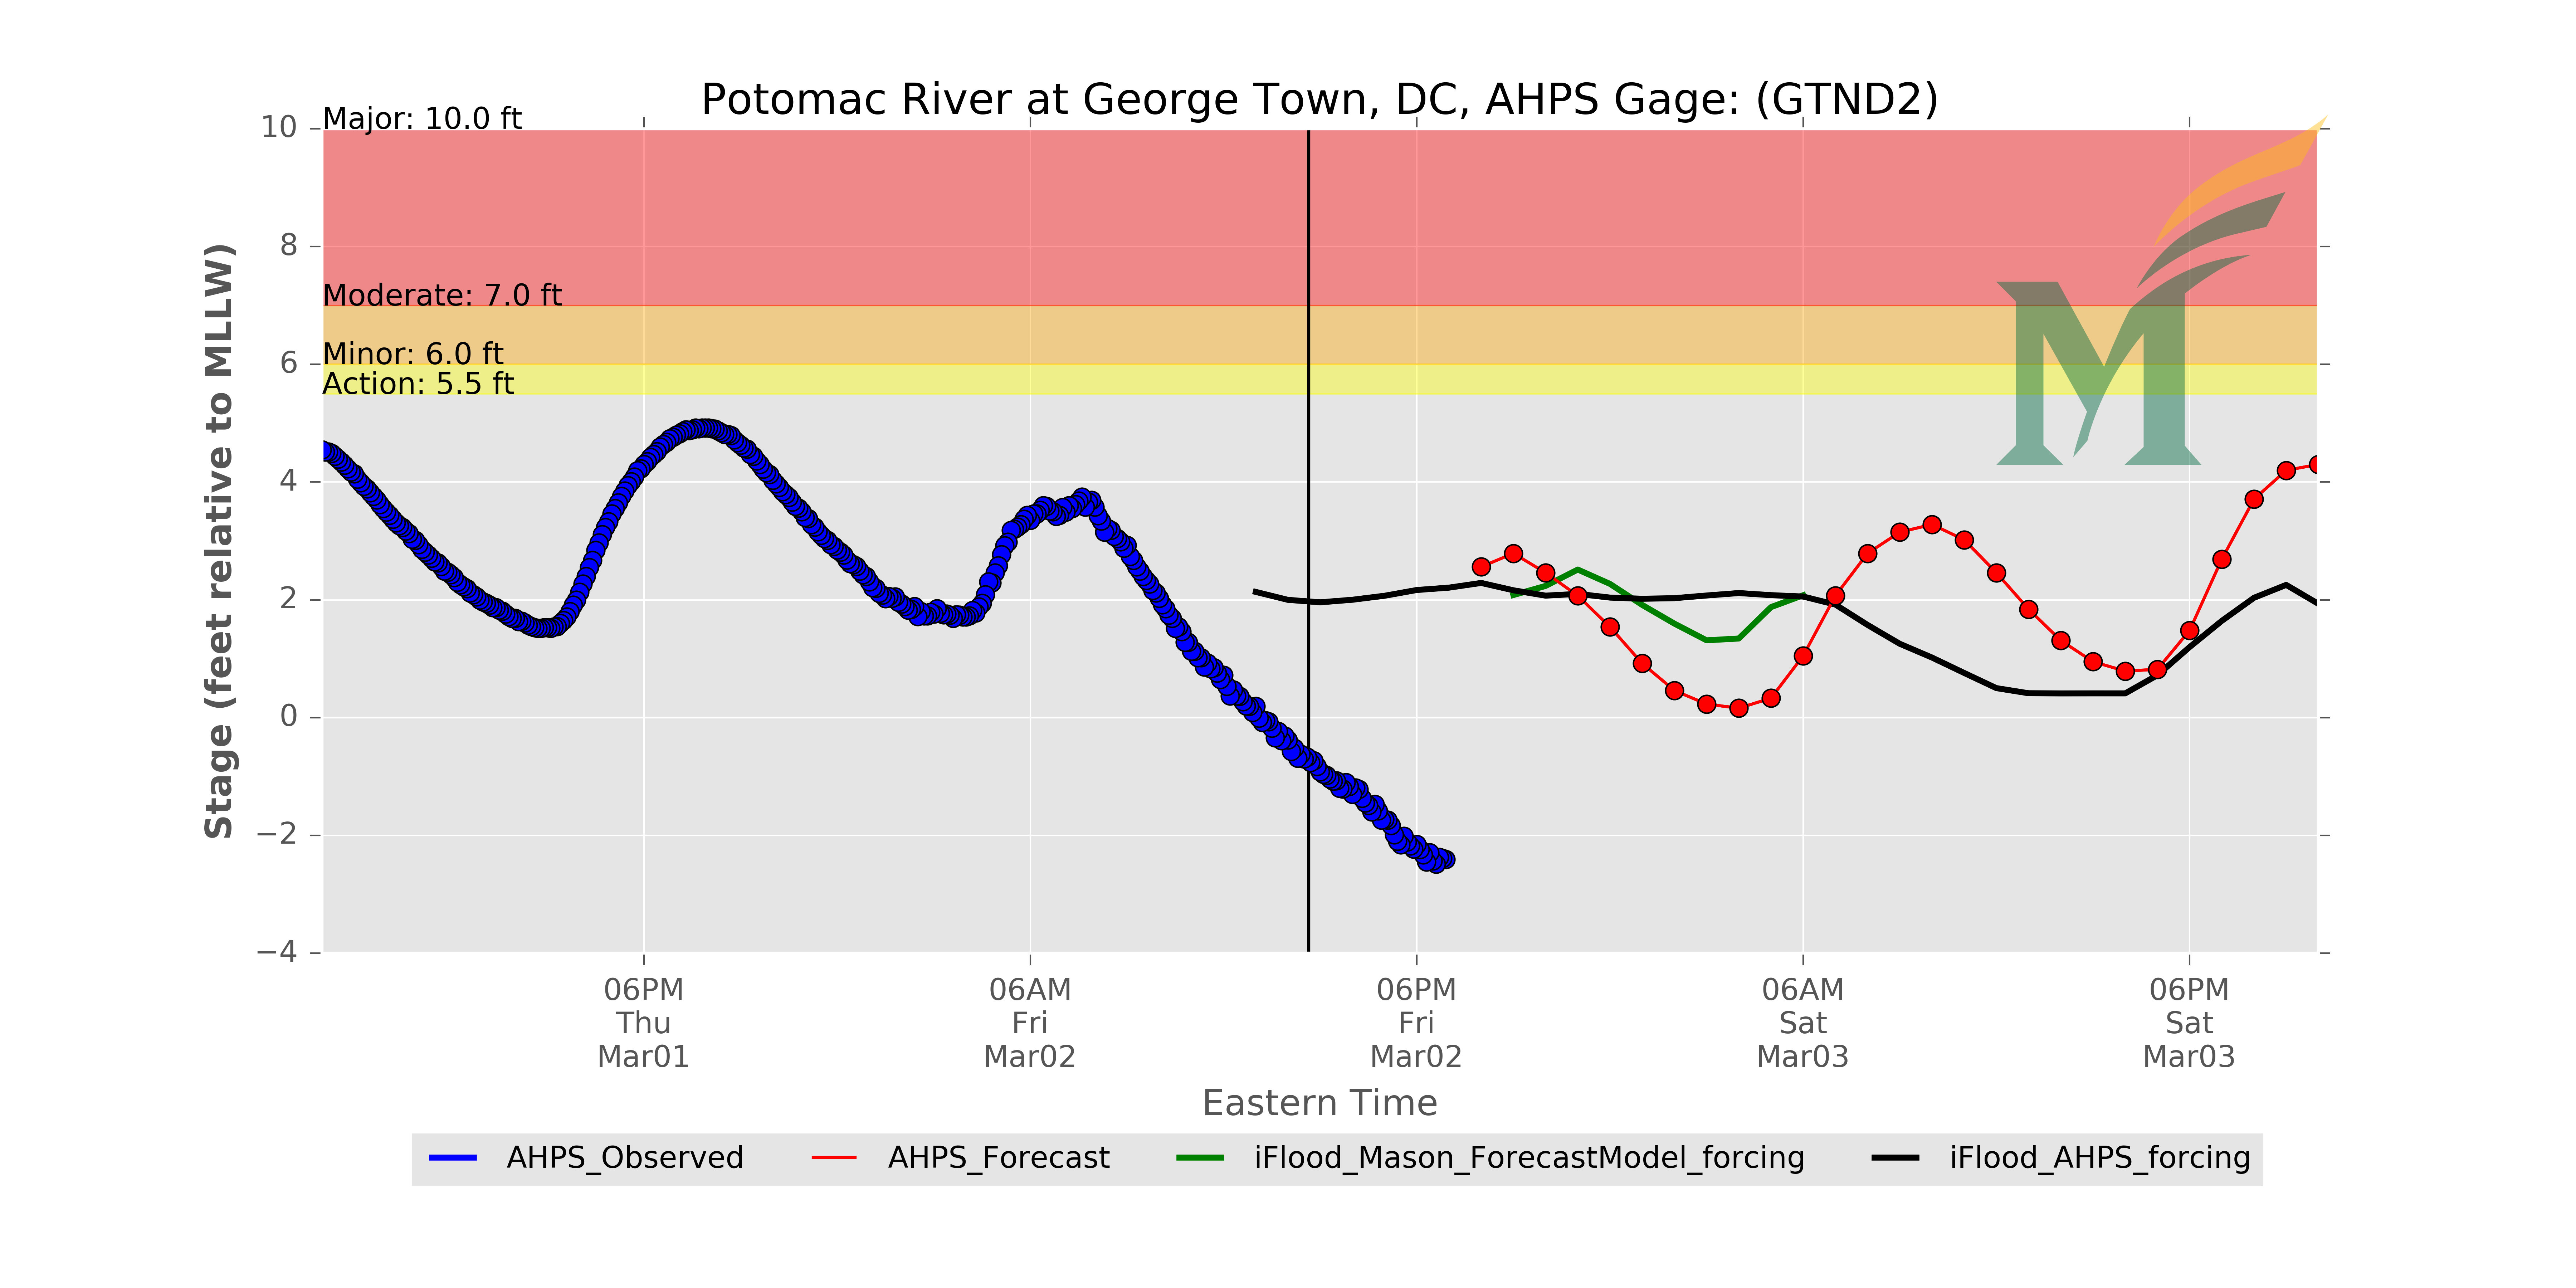 Potomac River at George Town, DC, AHPS Gage: (GTND2)
Major: 10.0 ft
Moderate: 7.0 ft
Minor: 6.0 ft
Action: 5.5 ft
10
8
6
4
2
0
−2
−4
Stage (feet relative to MLLW)
M
06PM
Thu
Mar01
06AM
Fri
Mar02
06PM
Fri
Mar02
06AM
Sat
Mar03
06PM
Sat
Mar03
Eastern Time
AHPS_Observed
AHPS_Forecast
iFlood_Mason_ForecastModel_forcing
iFlood_AHPS_forcing